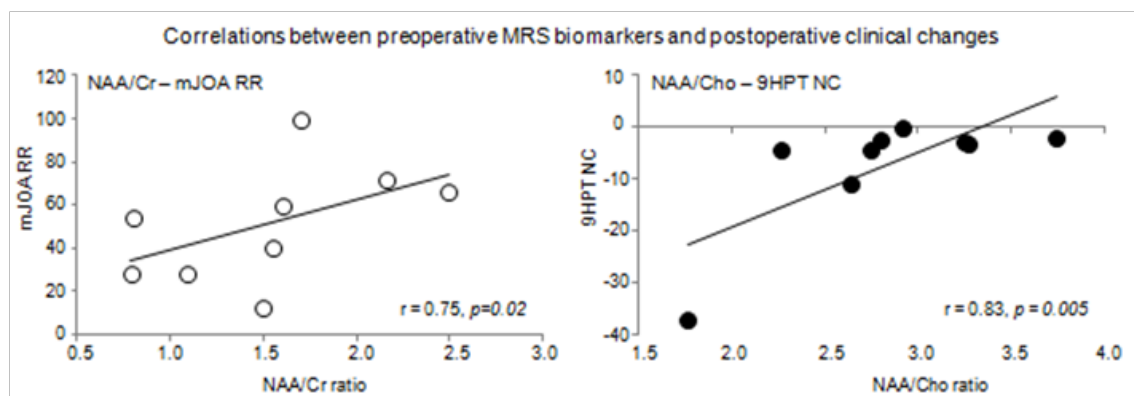 Correlations between preoperative MRS biomarkers and postoperative clinical changes
NAA/Cr – mJOA RR
120
100
80
60
40
20
0
mJOARR
0.5 1.0 1.5 2.0 2.5 3.0
r = 0.75, p=0.02
NAA/Cr ratio
NAA/Cho – 9HPT NC
10
0
-10
-20
-30
-40
9HPT NC
1.5 2.0 2.5 3.0 3.5 4.0
r = 0.83, p = 0.005
NAA/Cho ratio